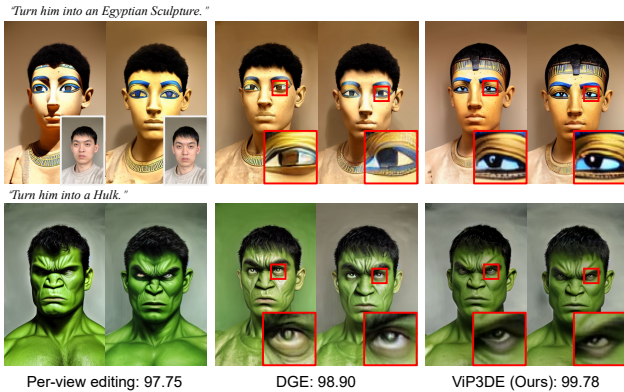 "Turn him into an Egyptian Sculpture."
"Turn him into a Hulk."
Per-view editing: 97.75
DGE: 98.90
ViP3DE (Ours): 99.78